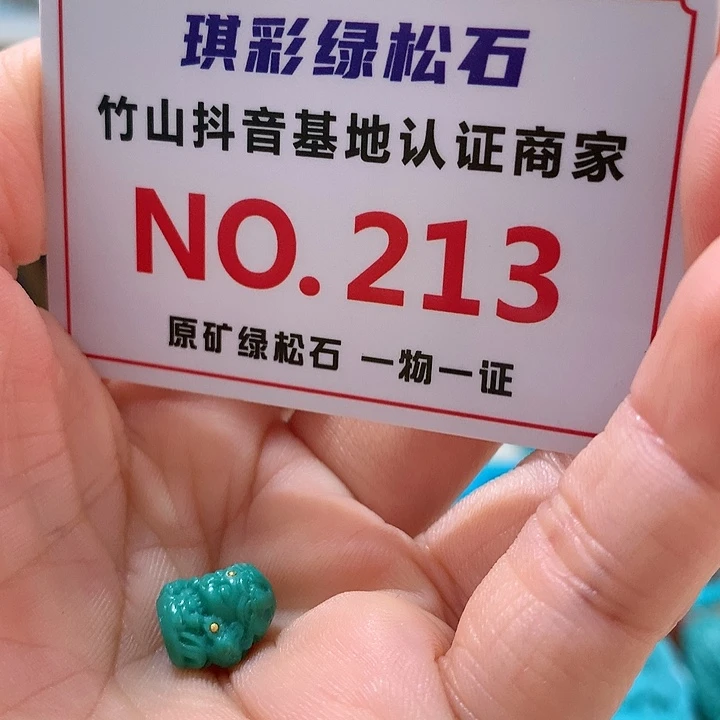 琪彩绿松石
竹山抖音基地认证商家
NO.213
原矿绿松石 一物一证